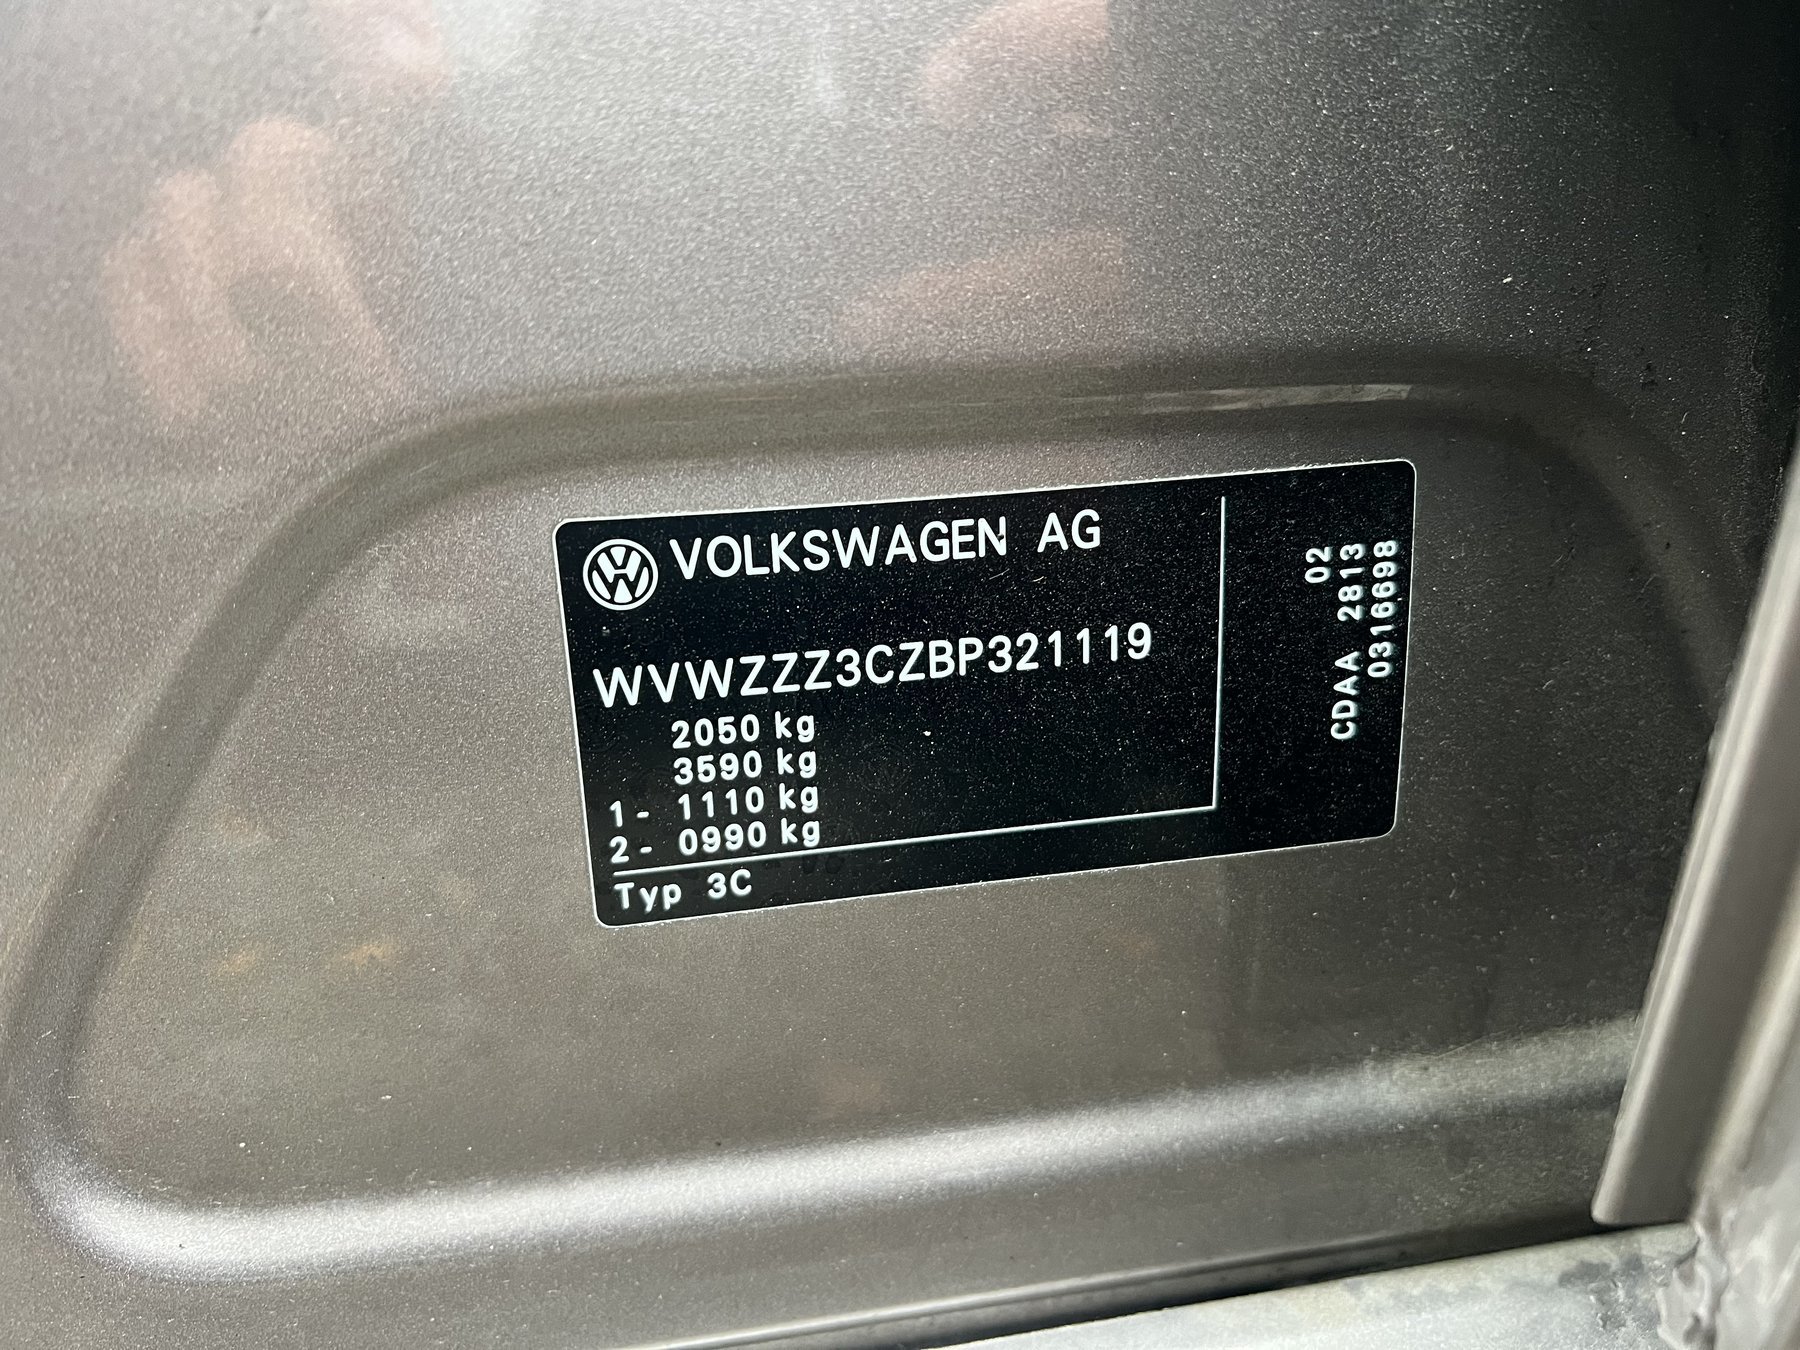 VOLKSWAGEN AG
WVWZZZ3CZBP321119
2050 kg
3590 kg
1- 1110 kg
2- 0990 kg
Typ 3C
02
CDAA 2813
0316698